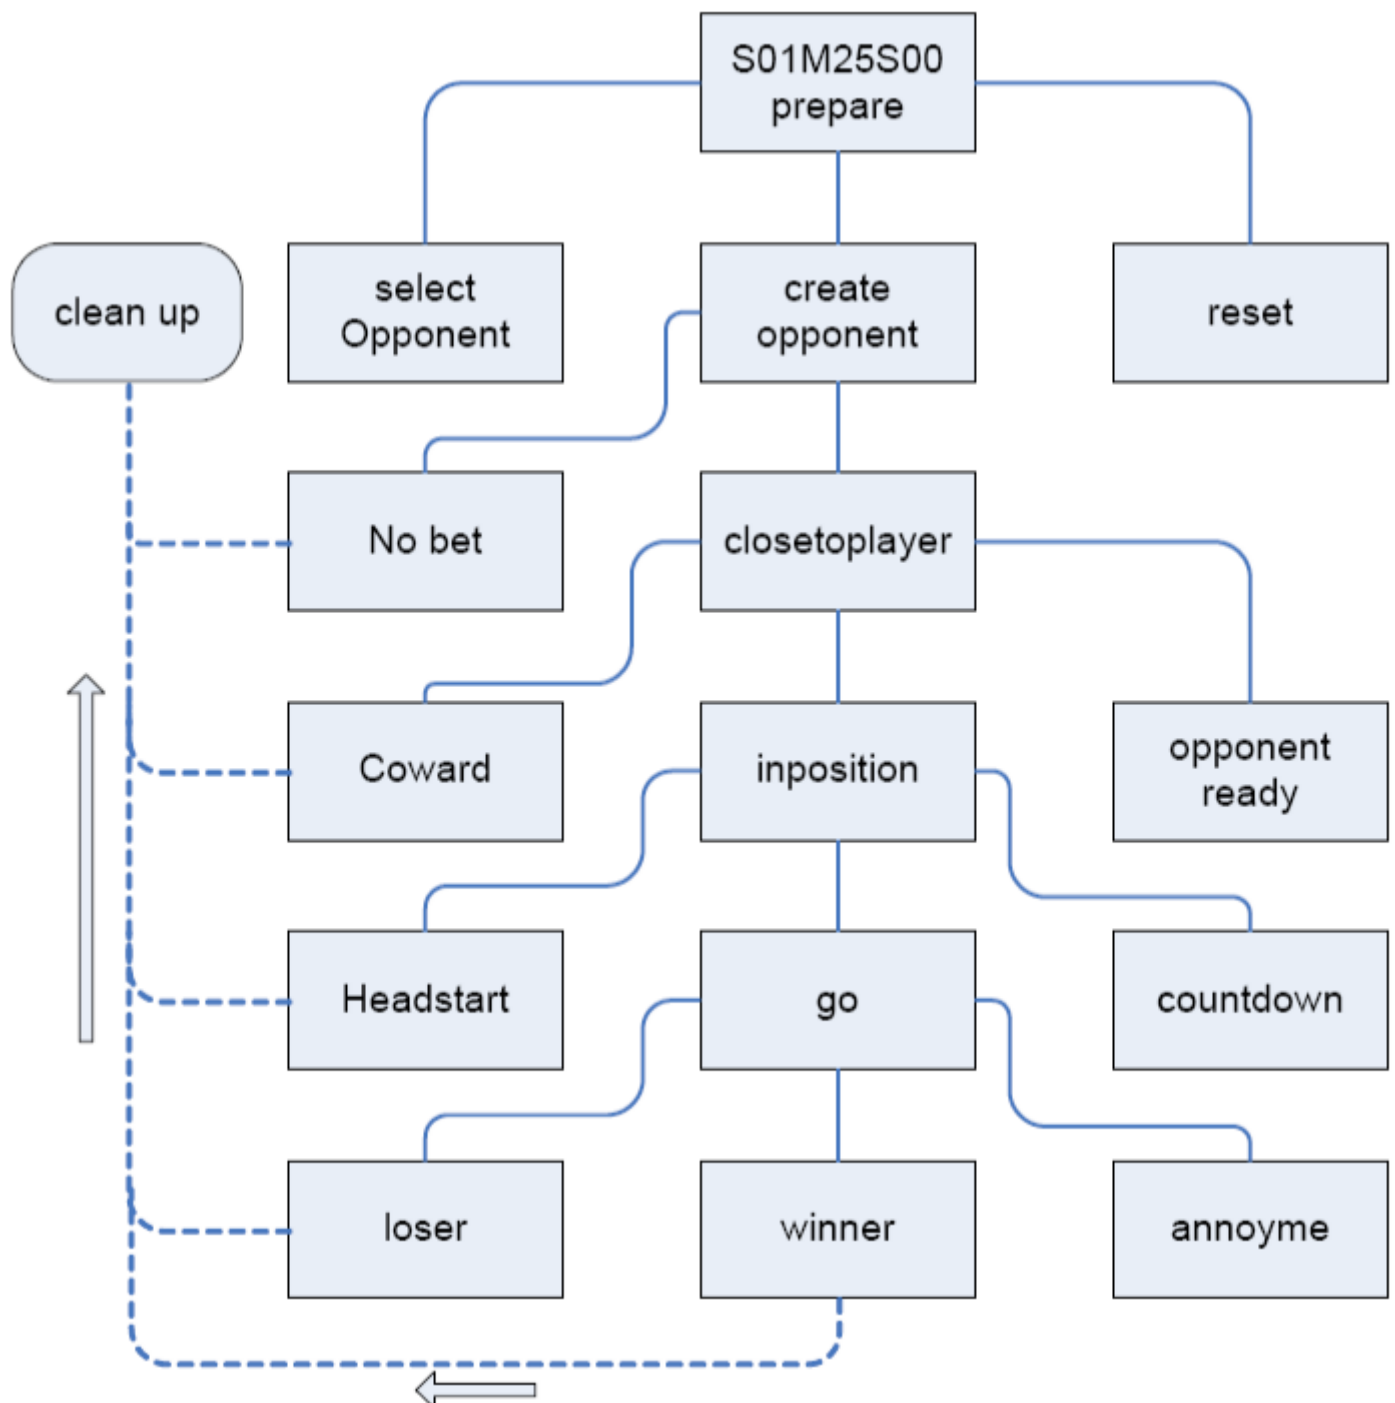 S01M25S00
prepare
clean up
select
Opponent
create
opponent
reset
No bet
closetoplayer
Coward
inposition
opponent
ready
Headstart
go
countdown
loser
winner
annoyme